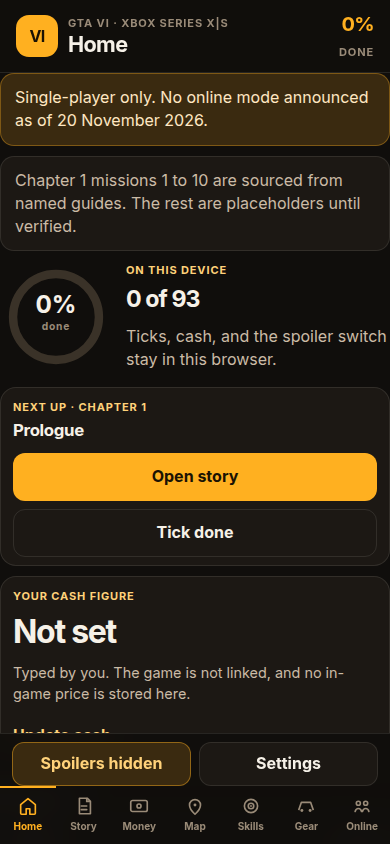 VI
GTA VI · XBOX SERIES X|S
Home
0%
DONE
Single-player only. No online mode announced
as of 20 November 2026.
Chapter 1 missions 1 to 10 are sourced from
named guides. The rest are placeholders until
verified.
0%
done
ON THIS DEVICE
0 of 93
Ticks, cash, and the spoiler switch
stay in this browser.
NEXT UP · CHAPTER 1
Prologue
Open story
Tick done
YOUR CASH FIGURE
Not set
Typed by you. The game is not linked, and no in-
game price is stored here.
Update cash
Spoilers hidden
Settings
Home
Story
Money
Map
Skills
Gear
Online